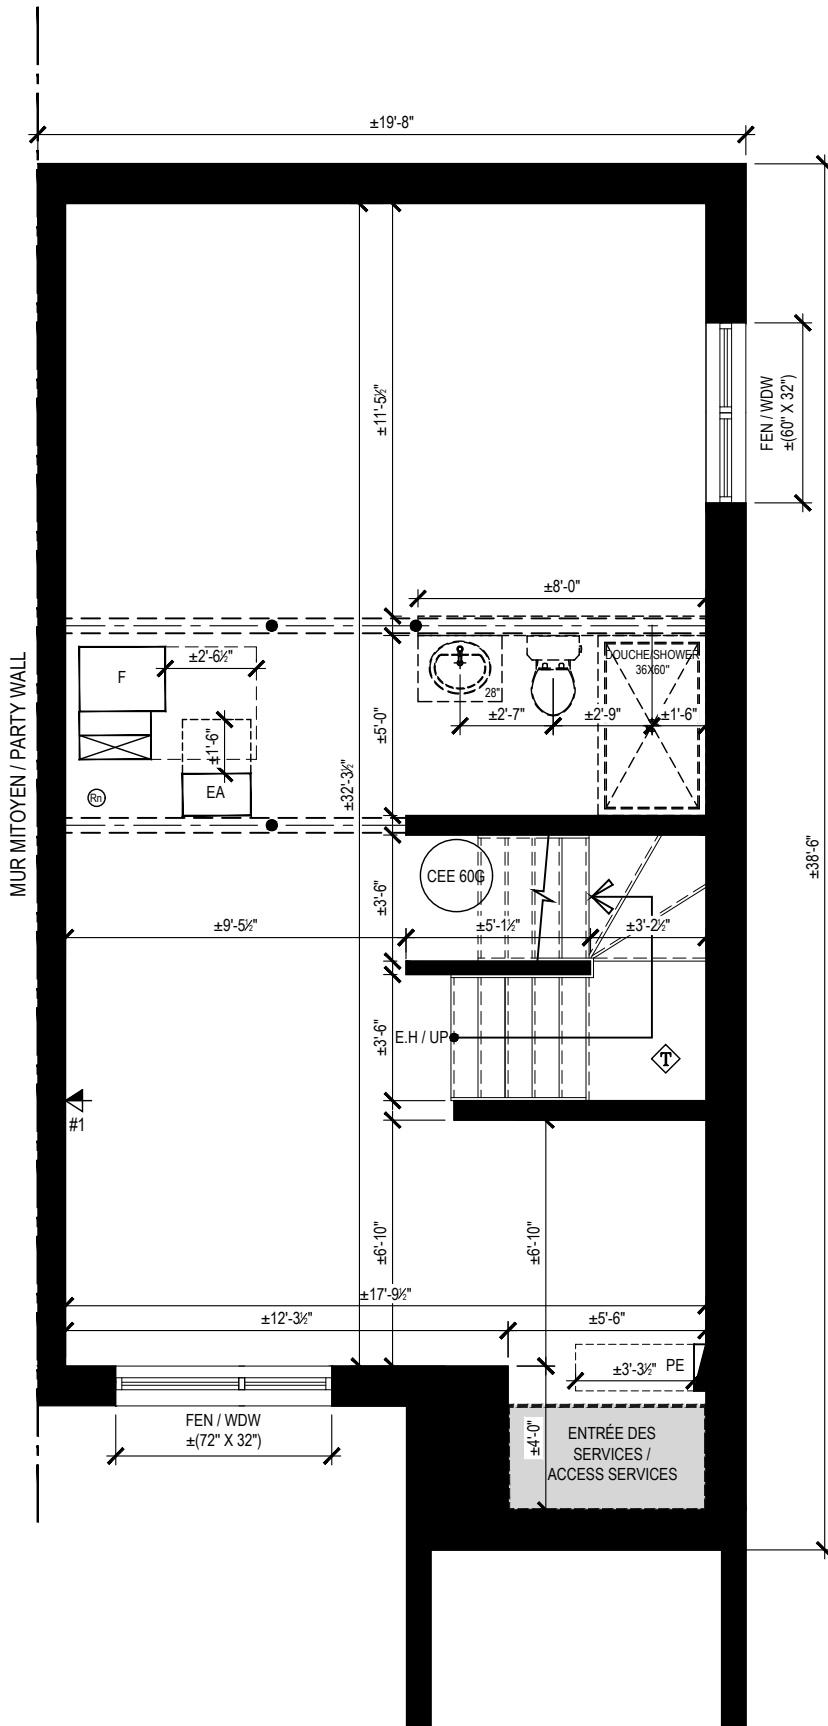 ±19'-8"
±11'-5½"
FEN / WDW
±(60" X 32")
±8'-0"
MUR MITOYEN / PARTY WALL
F
±2'-6½"
DOUCHE/SHOWER
36X60"
28"
±2'-7"
±2'-9"
±1'-6"
±5'-0"
±1'-6"
±32'-3½"
EA
Rn
±38'-6"
CEE 60G
±3'-6"
±9'-5½"
±5'-1½"
±3'-2½"
±3'-6"
E.H / UP
T
#1
±6'-10"
±6'-10"
±17'-9½"
±12'-3½"
±5'-6"
±3'-3½"
PE
FEN / WDW
±(72" X 32")
±4'-0"
ENTRÉE DES
SERVICES /
ACCESS SERVICES